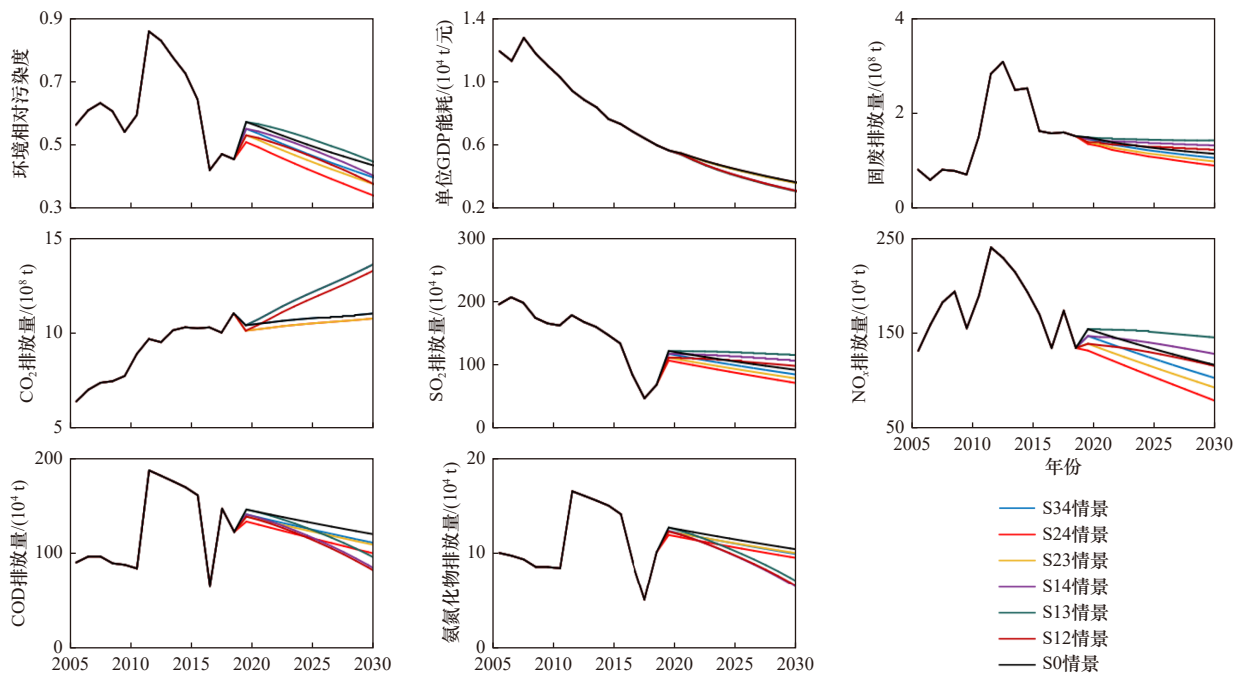 环境相对污染度
0.9
0.7
0.5
0.3
单位GDP能耗/(10⁴ t/元)
1.4
1.0
0.6
0.2
固废排放量/(10⁸ t)
4
2
0
CO₂排放量/(10⁸ t)
15
10
5
SO₂排放量/(10⁴ t)
300
200
100
0
NOₓ排放量/(10⁴ t)
250
150
50
2005 2010 2015 2020 2025 2030
年份
COD排放量/(10⁴ t)
200
100
0
2005 2010 2015 2020 2025 2030
氨氮化物排放量/(10⁴ t)
20
10
0
2005 2010 2015 2020 2025 2030
S34情景
S24情景
S23情景
S14情景
S13情景
S12情景
S0情景